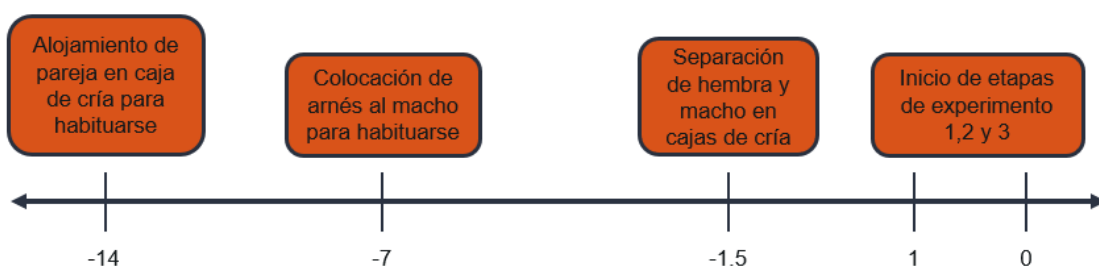 Alojamiento de
pareja en caja
de cría para
habituarse
Colocación de
arnés al macho
para habituarse
Separación
de hembra y
macho en
cajas de cría
Inicio de etapas
de experimento
1,2 y 3
-14
-7
-1.5
1
0